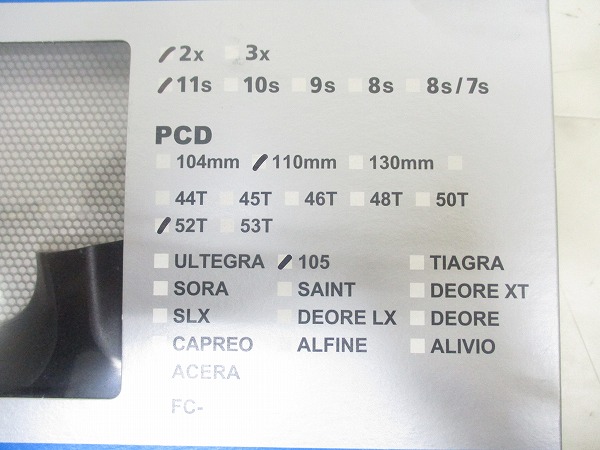 2x 3x
11s 10s 9s 8s 8s/7s
PCD
104mm 110mm 130mm
44T 45T 46T 48T 50T
52T 53T
ULTEGRA 105 TIAGRA
SORA SAINT DEORE XT
SLX DEORE LX DEORE
CAPREO ALFINE ALIVIO
ACERA
FC-